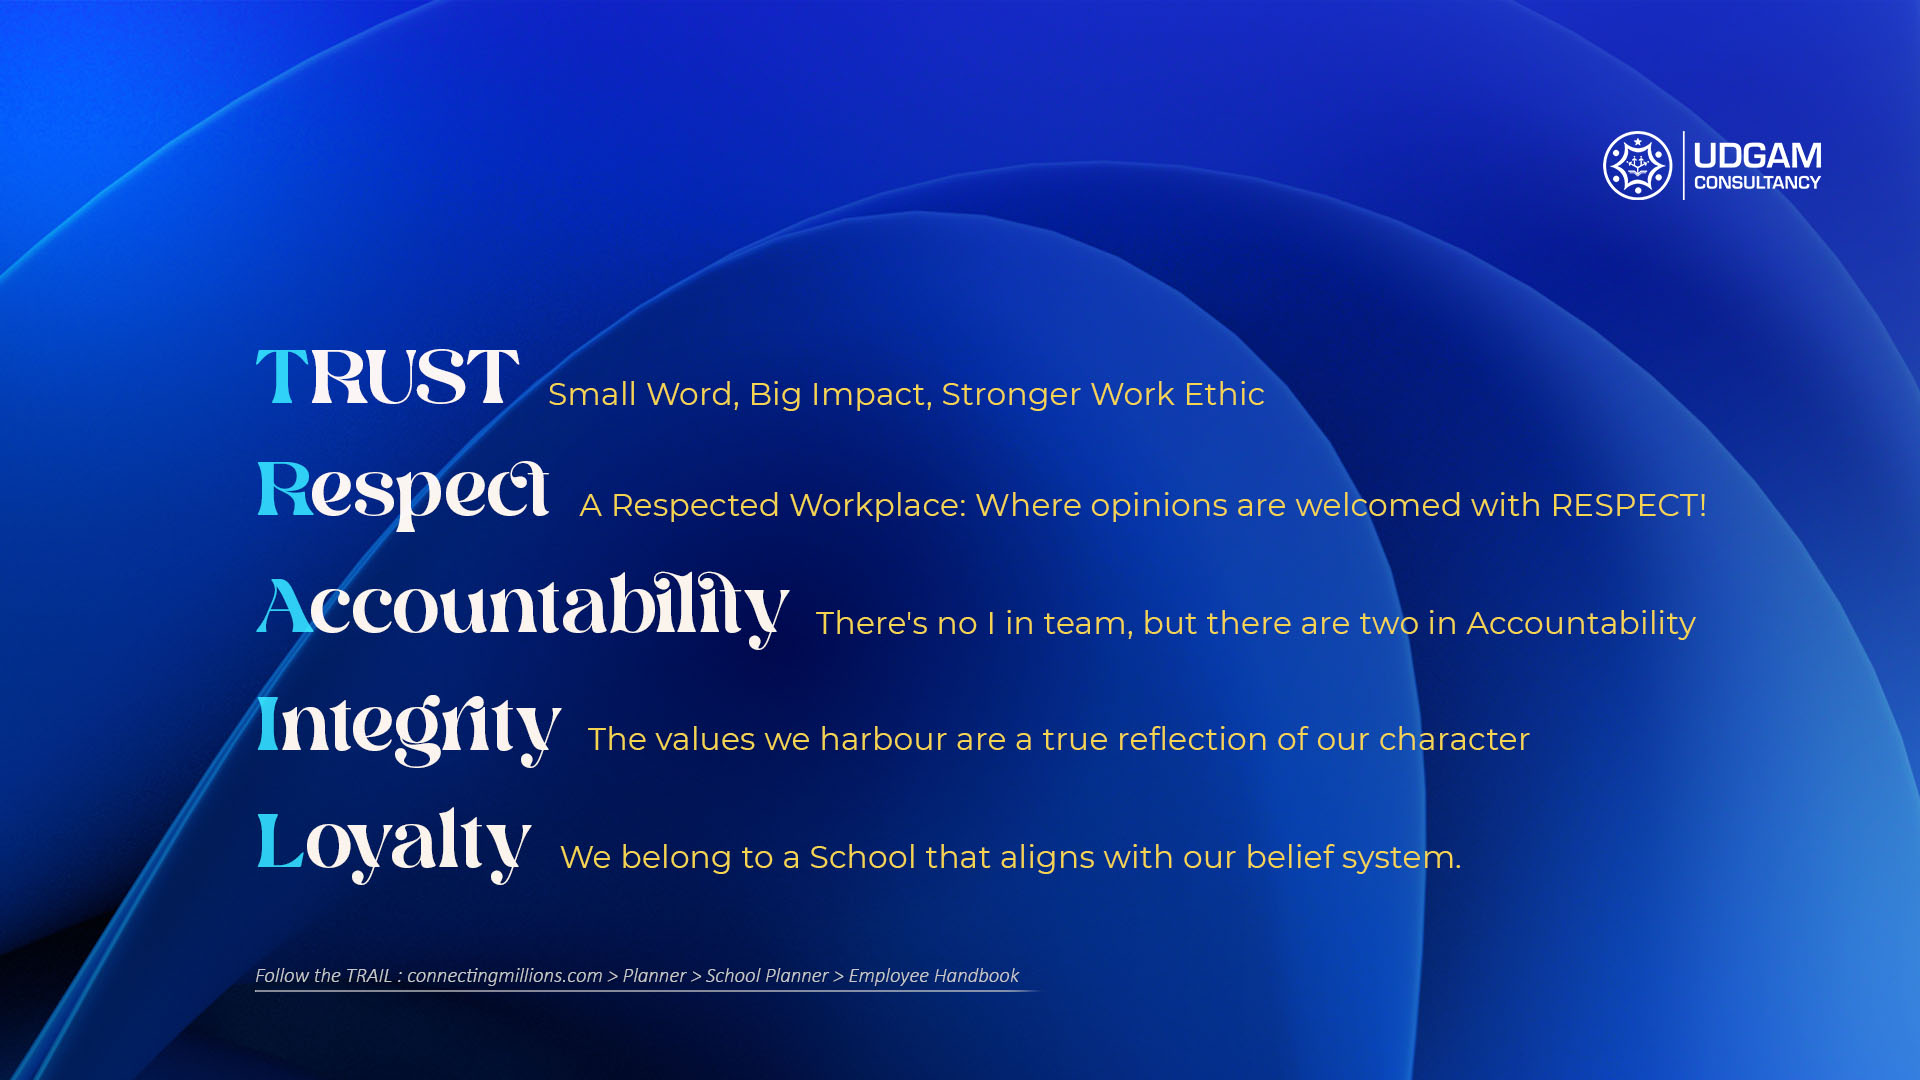 UDGAM
CONSULTANCY
TRUST Small Word, Big Impact, Stronger Work Ethic
Respect A Respected Workplace: Where opinions are welcomed with RESPECT!
Accountability There's no I in team, but there are two in Accountability
Integrity The values we harbour are a true reflection of our character
Loyalty We belong to a School that aligns with our belief system.
Follow the TRAIL : connectingmillions.com > Planner > School Planner > Employee Handbook